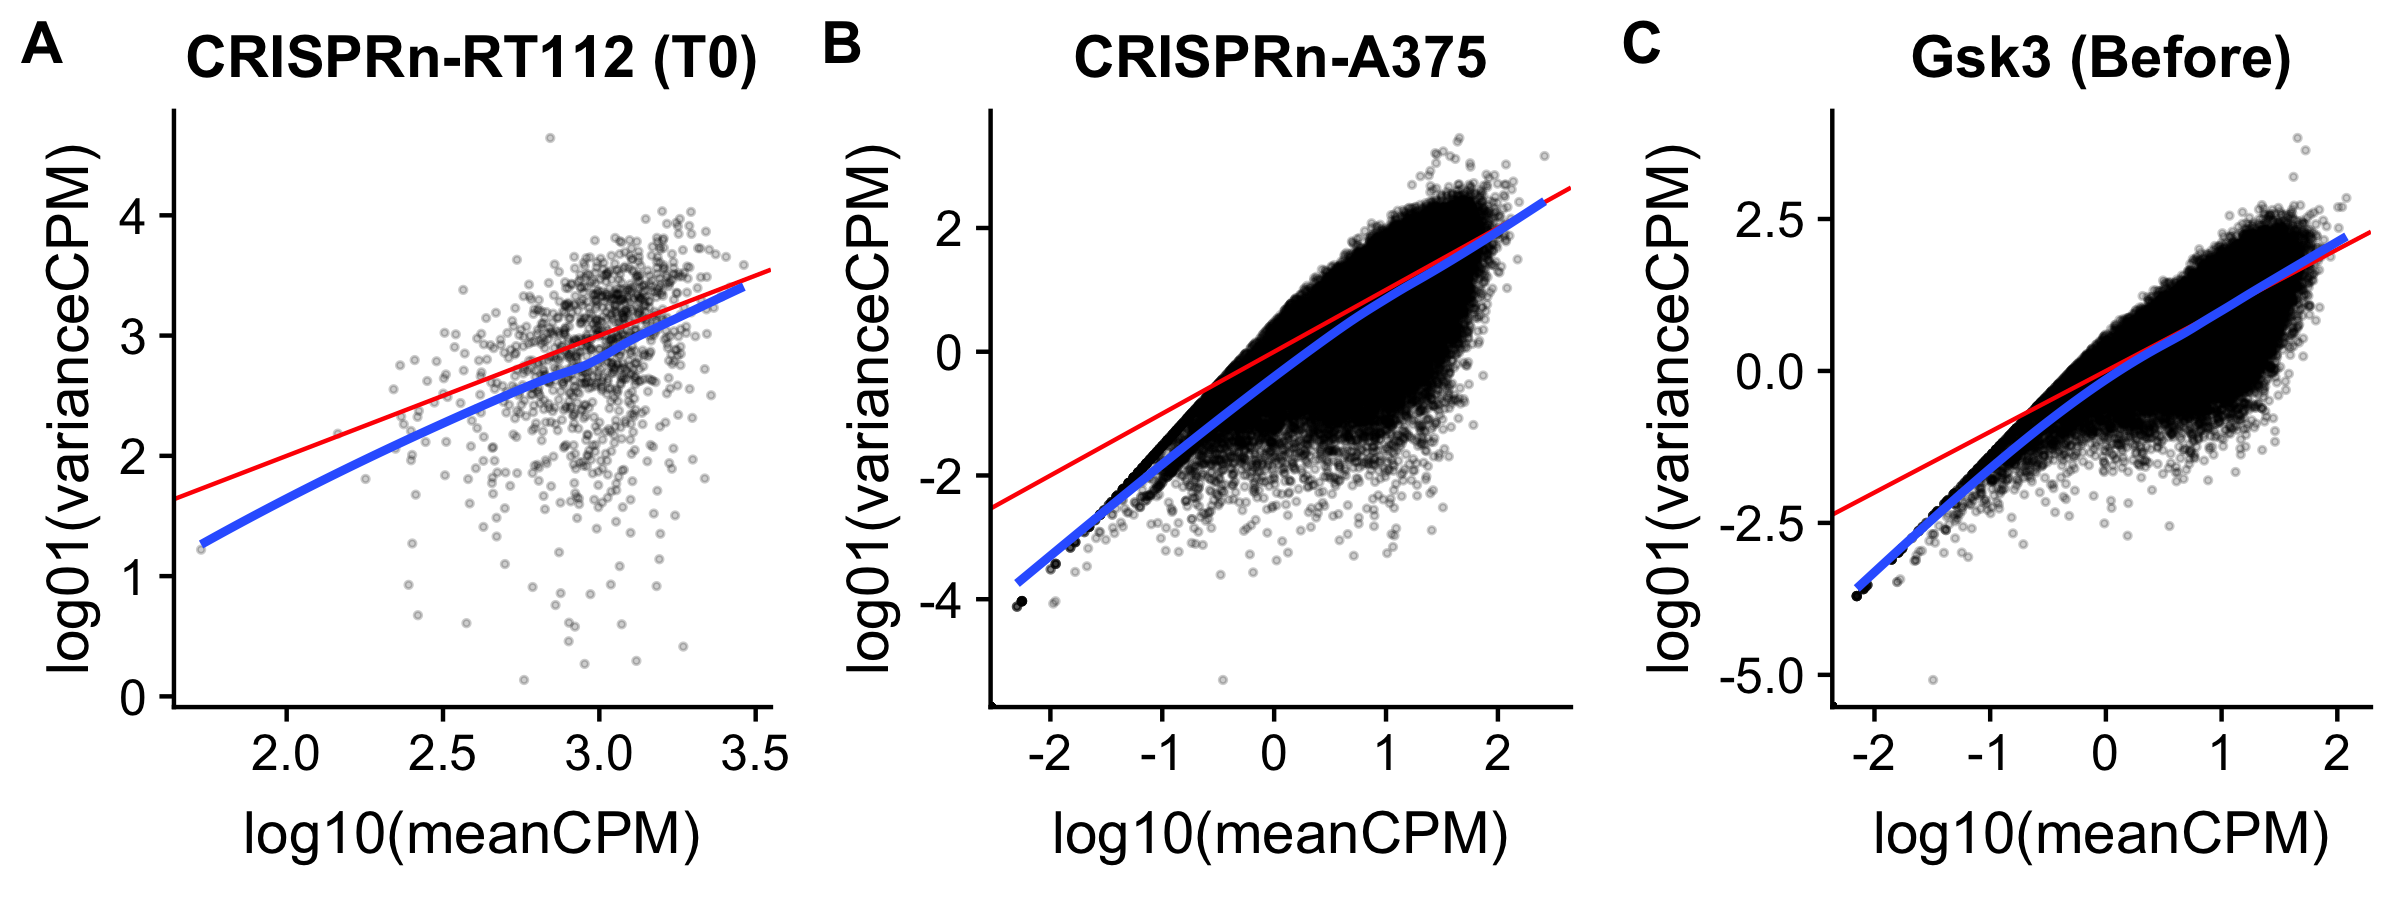 A
CRISPRn-RT112 (T0)
B
CRISPRn-A375
C
Gsk3 (Before)
log01(varianceCPM)
4
3
2
1
0
2.0 2.5 3.0 3.5
log10(meanCPM)
log01(varianceCPM)
2
0
-2
-4
-2 -1 0 1 2
log10(meanCPM)
log01(varianceCPM)
2.5
0.0
-2.5
-5.0
-2 -1 0 1 2
log10(meanCPM)